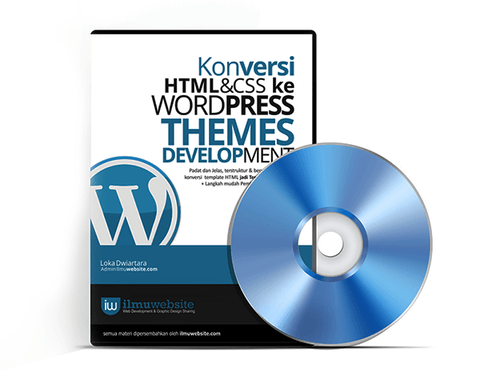 Konversi
HTML&CSS ke
WORDPRESS
THEMES
DEVELOPMENT
Padat dan Jelas, terstruktur &
konversi template HTML jadi
+ Langkah mudah
W
Loka Dwiartara
Admin ilmuwebsite.com
iw ilmuwebsite
Web Development & Graphic Design Sharing
semua materi dipersembahkan oleh ilmuwebsite.com